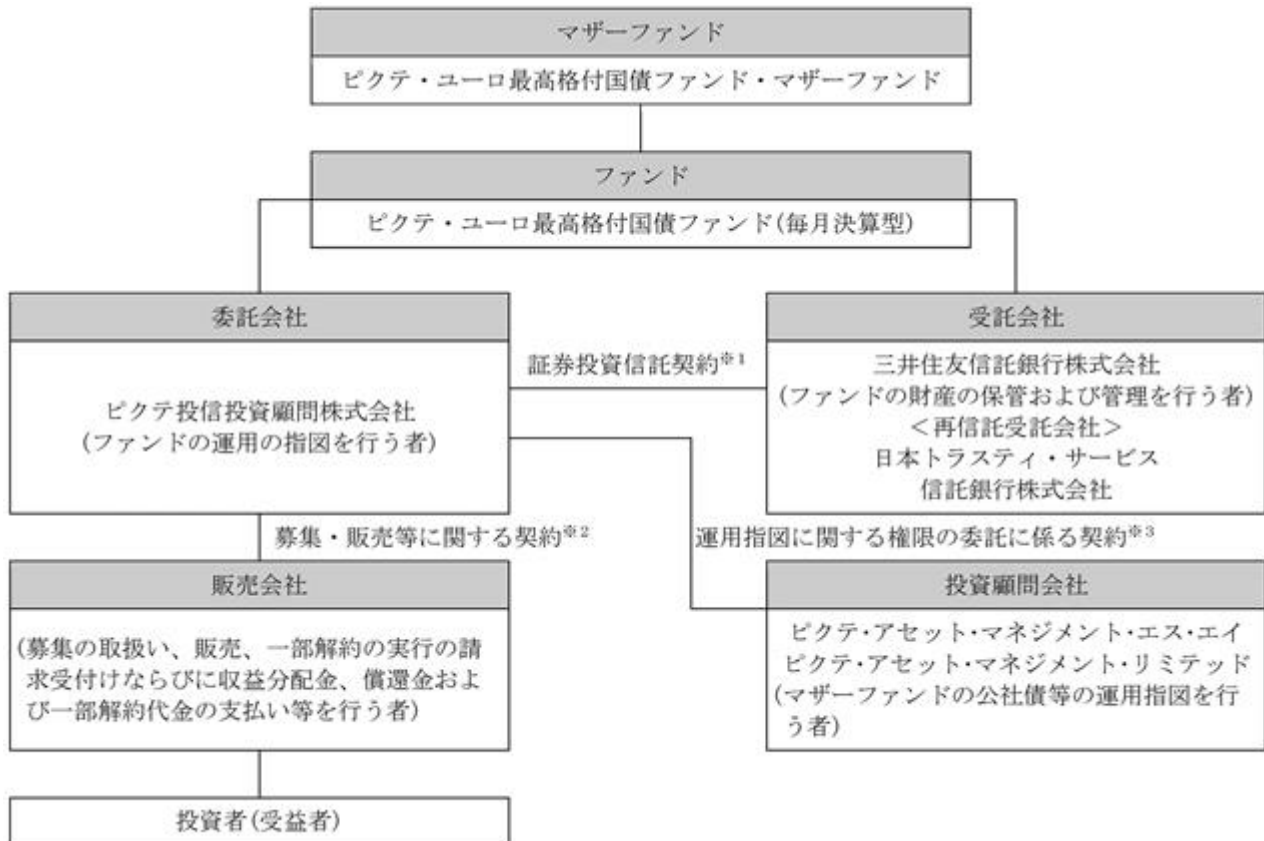 マザーファンド
ピクテ・ユーロ最高格付国債ファンド・マザーファンド
ファンド
ピクテ・ユーロ最高格付国債ファンド(毎月決算型)
委託会社
ピクテ投信投資顧問株式会社
(ファンドの運用の指図を行う者)
証券投資信託契約※1
受託会社
三井住友信託銀行株式会社
(ファンドの財産の保管および管理を行う者)
＜再信託受託会社＞
日本トラスティ・サービス
信託銀行株式会社
募集・販売等に関する契約※2
運用指図に関する権限の委託に係る契約※3
販売会社
(募集の取扱い、販売、一部解約の実行の請
求受付けならびに収益分配金、償還金およ
び一部解約代金の支払い等を行う者)
投資顧問会社
ピクテ・アセット・マネジメント・エス・エイ
ピクテ・アセット・マネジメント・リミテッド
(マザーファンドの公社債等の運用指図を行
う者)
投資者(受益者)